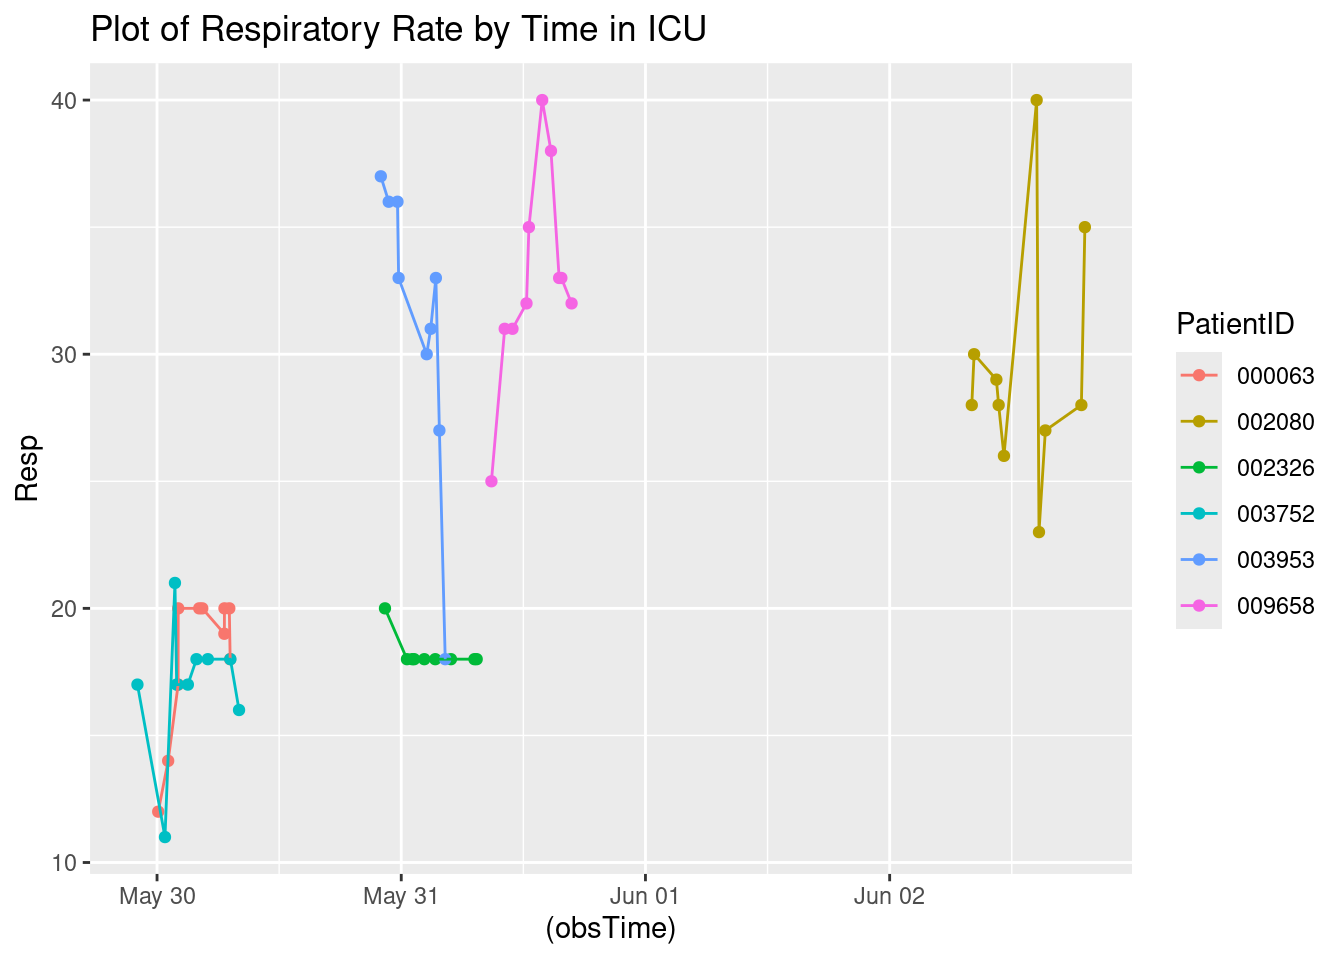 Plot of Respiratory Rate by Time in ICU
40
30
20
10
Resp
May 30
May 31
Jun 01
Jun 02
(obsTime)
PatientID
000063
002080
002326
003752
003953
009658